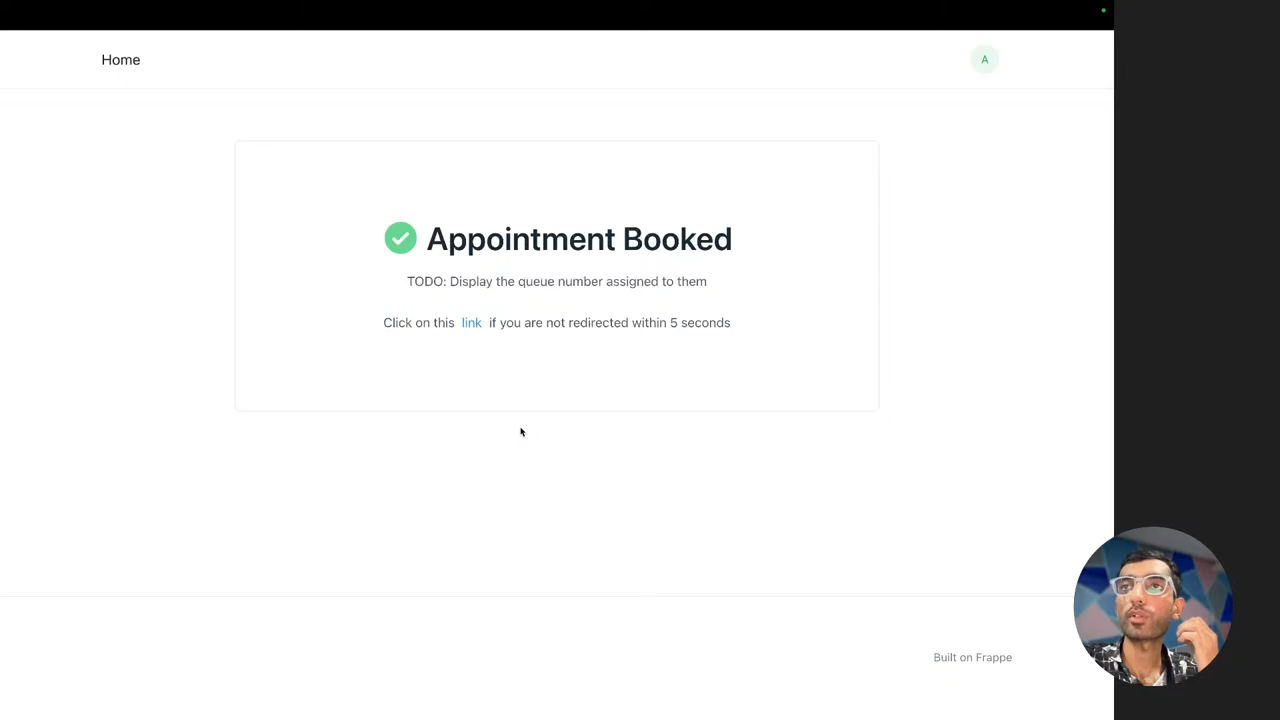 Home
A
Appointment Booked
TODO: Display the queue number assigned to them
Click on this link if you are not redirected within 5 seconds
Built on Frappe